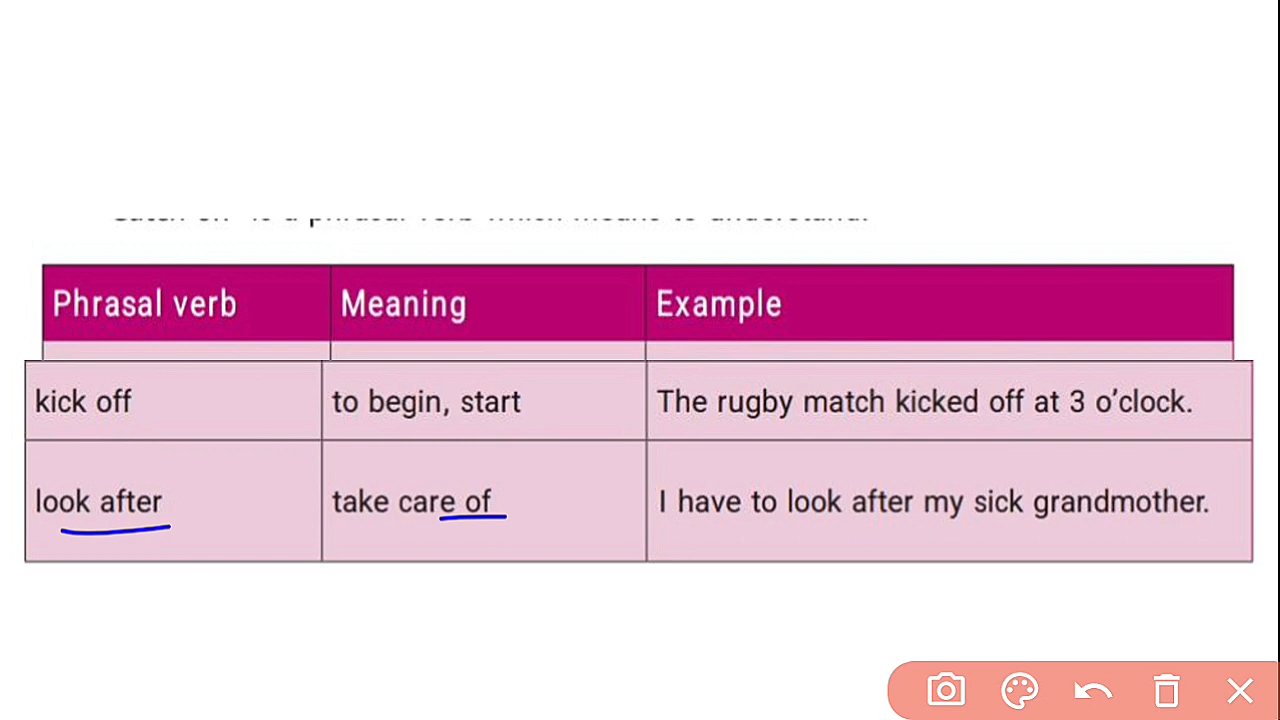 Phrasal verb Meaning Example
kick off to begin, start The rugby match kicked off at 3 o'clock.
look after take care of I have to look after my sick grandmother.